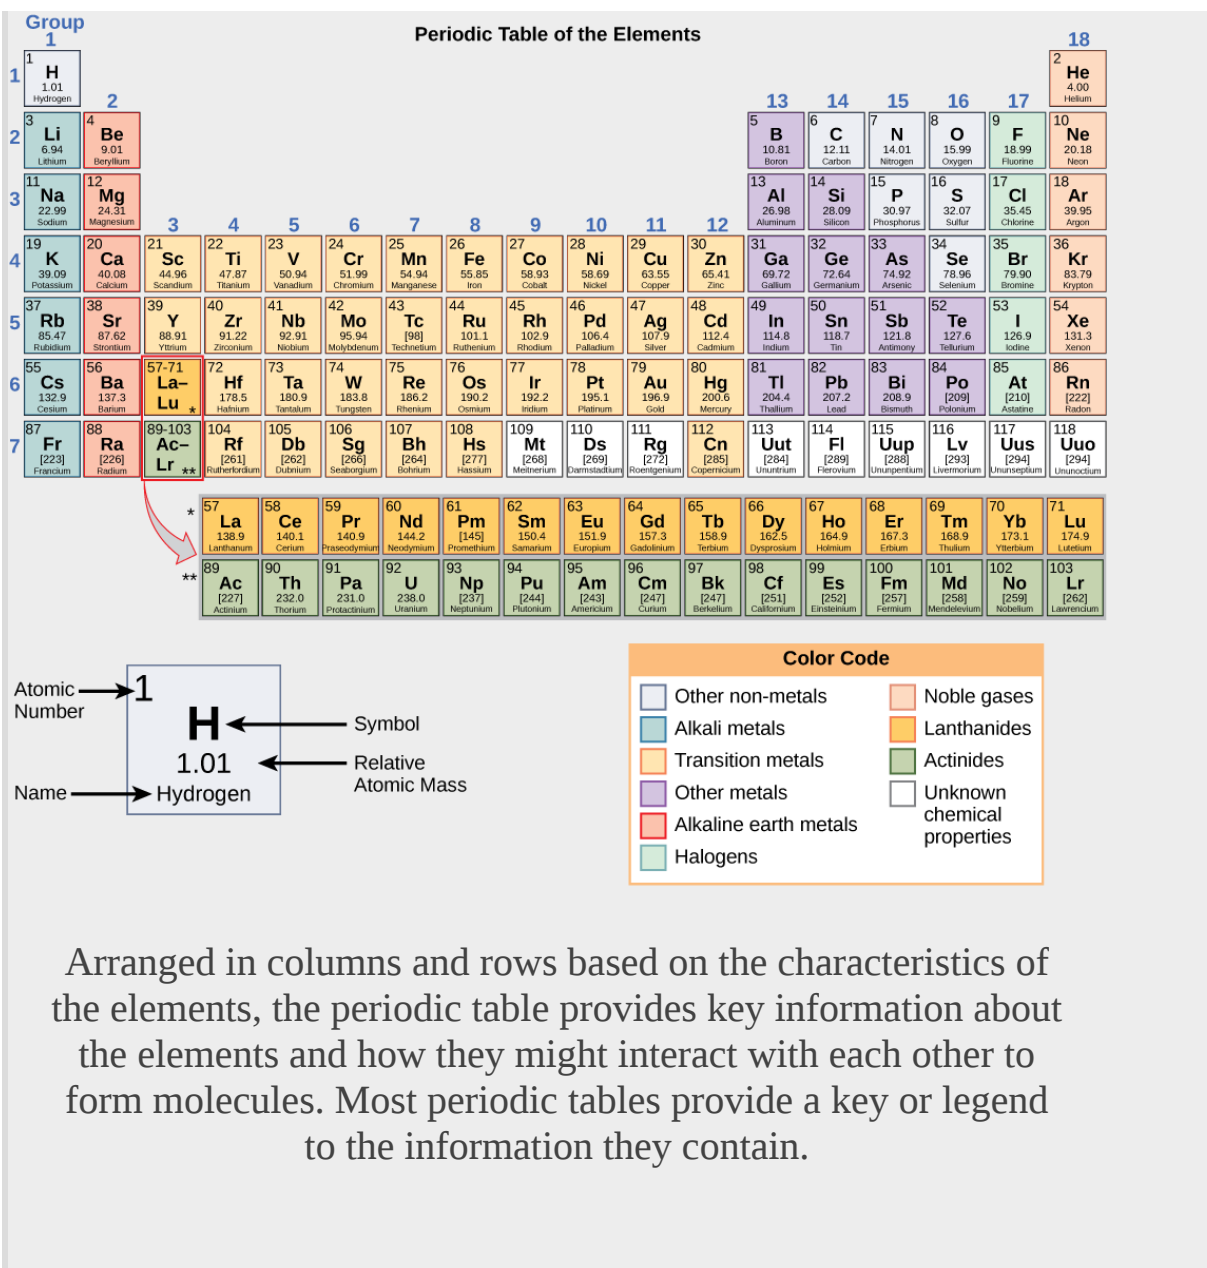 Group
1
Periodic Table of the Elements
18
1
1
H
1.01
Hydrogen
2
13
14
15
16
17
2
He
4.00
Helium
2
3
Li
6.94
Lithium
4
Be
9.01
Beryllium
5
B
10.81
Boron
6
C
12.11
Carbon
7
N
14.01
Nitrogen
8
O
15.99
Oxygen
9
F
18.99
Fluorine
10
Ne
20.18
Neon
3
11
Na
22.99
Sodium
12
Mg
24.31
Magnesium
3
4
5
6
7
8
9
10
11
12
13
Al
26.98
Aluminum
14
Si
28.09
Silicon
15
P
30.97
Phosphorus
16
S
32.07
Sulfur
17
Cl
35.45
Chlorine
18
Ar
39.95
Argon
4
19
K
39.09
Potassium
20
Ca
40.08
Calcium
21
Sc
44.96
Scandium
22
Ti
47.87
Titanium
23
V
50.94
Vanadium
24
Cr
51.99
Chromium
25
Mn
54.94
Manganese
26
Fe
55.85
Iron
27
Co
58.93
Cobalt
28
Ni
58.69
Nickel
29
Cu
63.55
Copper
30
Zn
65.41
Zinc
31
Ga
69.72
Gallium
32
Ge
72.64
Germanium
33
As
74.92
Arsenic
34
Se
78.96
Selenium
35
Br
79.90
Bromine
36
Kr
83.79
Krypton
5
37
Rb
85.47
Rubidium
38
Sr
87.62
Strontium
39
Y
88.91
Yttrium
40
Zr
91.22
Zirconium
41
Nb
92.91
Niobium
42
Mo
95.94
Molybdenum
43
Tc
[98]
Technetium
44
Ru
101.1
Ruthenium
45
Rh
102.9
Rhodium
46
Pd
106.4
Palladium
47
Ag
107.9
Silver
48
Cd
112.4
Cadmium
49
In
114.8
Indium
50
Sn
118.7
Tin
51
Sb
121.8
Antimony
52
Te
127.6
Tellurium
53
I
126.9
Iodine
54
Xe
131.3
Xenon
6
55
Cs
132.9
Cesium
56
Ba
137.3
Barium
57-71
La–
Lu *
72
Hf
178.5
Hafnium
73
Ta
180.9
Tantalum
74
W
183.8
Tungsten
75
Re
186.2
Rhenium
76
Os
190.2
Osmium
77
Ir
192.2
Iridium
78
Pt
195.1
Platinum
79
Au
196.9
Gold
80
Hg
200.6
Mercury
81
Tl
204.4
Thallium
82
Pb
207.2
Lead
83
Bi
208.9
Bismuth
84
Po
[209]
Polonium
85
At
[210]
Astatine
86
Rn
[222]
Radon
7
87
Fr
[223]
Francium
88
Ra
[226]
Radium
89-103
Ac–
Lr **
104
Rf
[261]
Rutherfordium
105
Db
[262]
Dubnium
106
Sg
[266]
Seaborgium
107
Bh
[264]
Bohrium
108
Hs
[277]
Hassium
109
Mt
[268]
Meitnerium
110
Ds
[269]
Darmstadtium
111
Rg
[272]
Roentgenium
112
Cn
[285]
Copernicium
113
Uut
[284]
Ununtrium
114
Fl
[289]
Flerovium
115
Uup
[288]
Ununpentium
116
Lv
[293]
Livermorium
117
Uus
[294]
Ununseptium
118
Uuo
[294]
Ununoctium
*
57
La
138.9
Lanthanum
58
Ce
140.1
Cerium
59
Pr
140.9
Praseodymium
60
Nd
144.2
Neodymium
61
Pm
[145]
Promethium
62
Sm
150.4
Samarium
63
Eu
151.9
Europium
64
Gd
157.3
Gadolinium
65
Tb
158.9
Terbium
66
Dy
162.5
Dysprosium
67
Ho
164.9
Holmium
68
Er
167.3
Erbium
69
Tm
168.9
Thulium
70
Yb
173.1
Ytterbium
71
Lu
174.9
Lutetium
**
89
Ac
[227]
Actinium
90
Th
232.0
Thorium
91
Pa
231.0
Protactinium
92
U
238.0
Uranium
93
Np
[237]
Neptunium
94
Pu
[244]
Plutonium
95
Am
[243]
Americium
96
Cm
[247]
Curium
97
Bk
[247]
Berkelium
98
Cf
[251]
Californium
99
Es
[252]
Einsteinium
100
Fm
[257]
Fermium
101
Md
[258]
Mendelevium
102
No
[259]
Nobelium
103
Lr
[262]
Lawrencium
Atomic
Number
1
H
1.01
Hydrogen
Symbol
Relative
Atomic Mass
Name
Color Code
Other non-metals
Alkali metals
Transition metals
Other metals
Alkaline earth metals
Halogens
Noble gases
Lanthanides
Actinides
Unknown
chemical
properties
Arranged in columns and rows based on the characteristics of
the elements, the periodic table provides key information about
the elements and how they might interact with each other to
form molecules. Most periodic tables provide a key or legend
to the information they contain.